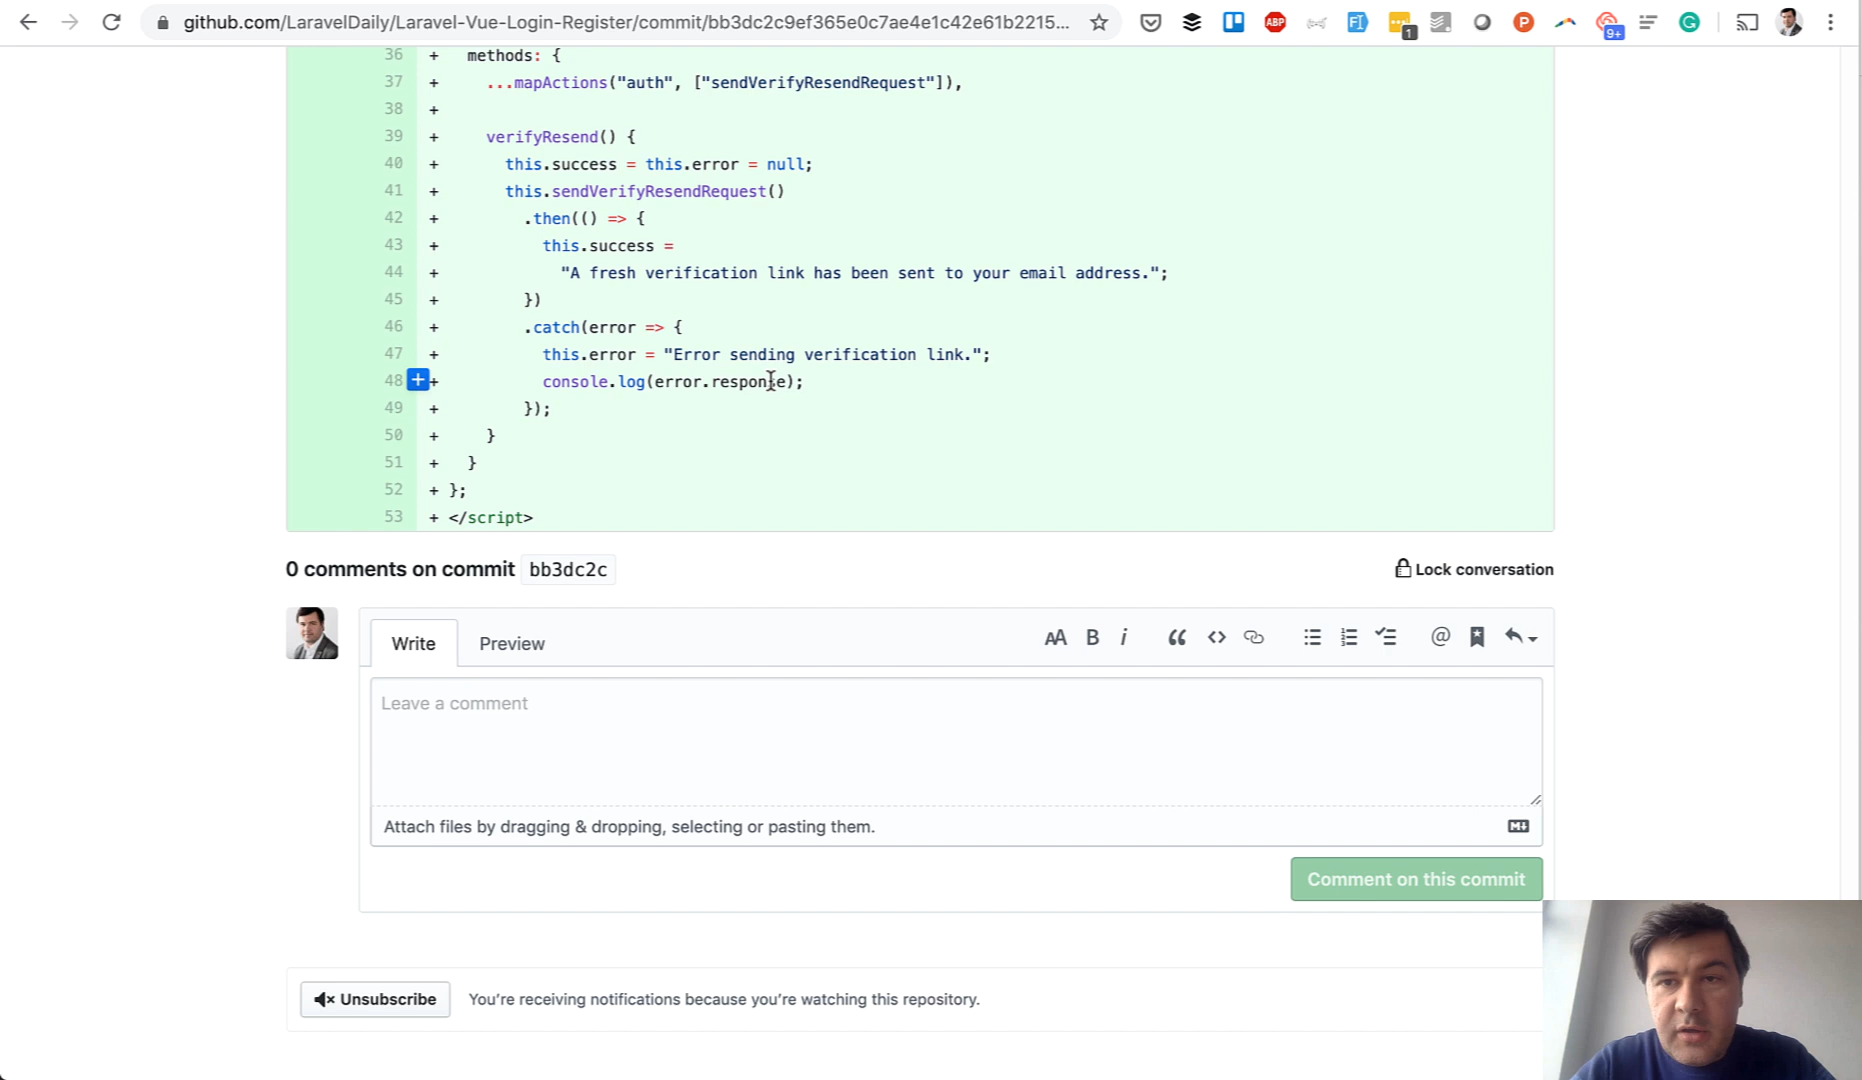 github.com/LaravelDaily/Laravel-Vue-Login-Register/commit/bb3dc2c9ef365e0c7ae4e1c42e61b2215...
ABP
1
P
9+
G
36 + methods: {
37 + ...mapActions("auth", ["sendVerifyResendRequest"]),
38 +
39 + verifyResend() {
40 + this.success = this.error = null;
41 + this.sendVerifyResendRequest()
42 + .then(() => {
43 + this.success =
44 + "A fresh verification link has been sent to your email address.";
45 + })
46 + .catch(error => {
47 + this.error = "Error sending verification link.";
48 + console.log(error.response);
49 + });
50 + }
51 + }
52 + };
53 + </script>
0 comments on commit bb3dc2c
Lock conversation
Write Preview
AA B i
@
Leave a comment
Attach files by dragging & dropping, selecting or pasting them.
M
Comment on this commit
Unsubscribe You're receiving notifications because you're watching this repository.